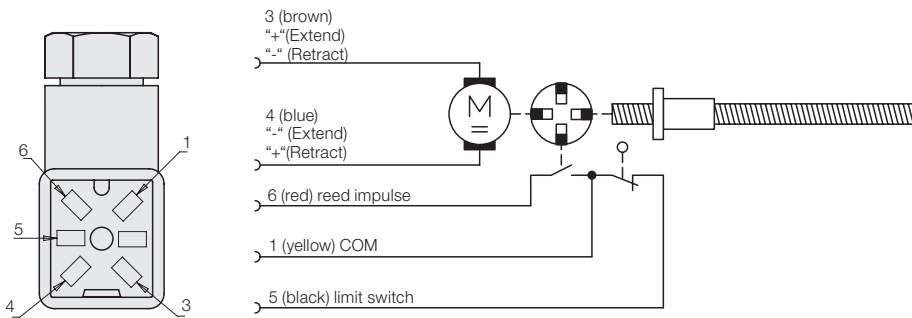 3 (brown)
“+“(Extend)
“-“ (Retract)
4 (blue)
“-“ (Extend)
“+“(Retract)
6 (red) reed impulse
1 (yellow) COM
5 (black) limit switch
M
6
1
5
4
3